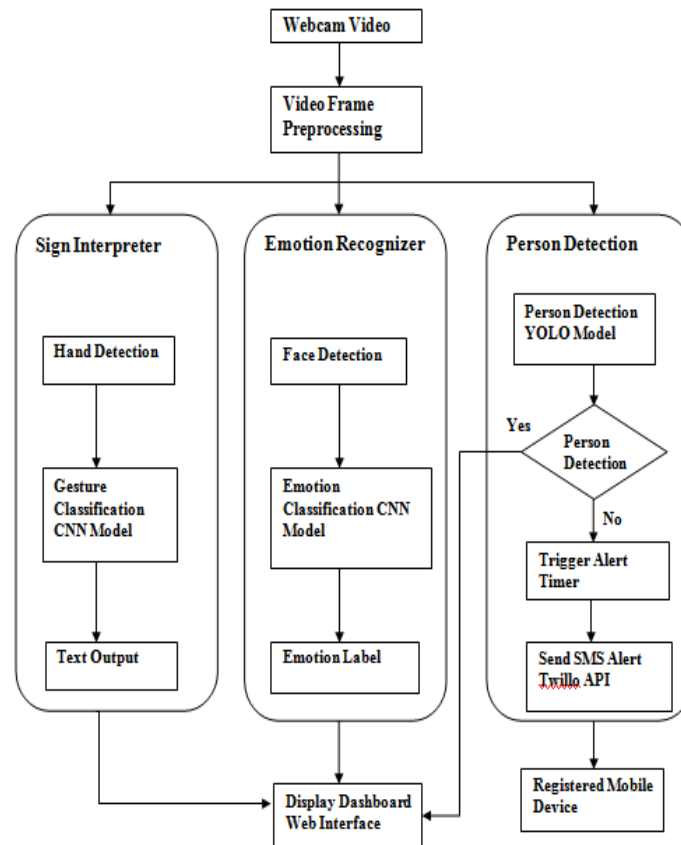 Webcam Video
Video Frame
Preprocessing
Sign Interpreter
Hand Detection
Gesture
Classification
CNN Model
Text Output
Emotion Recognizer
Face Detection
Emotion
Classification CNN
Model
Emotion Label
Person Detection
Person Detection
YOLO Model
Yes
Person
Detection
No
Trigger Alert
Timer
Send SMS Alert
Twillo API
Registered Mobile
Device
Display Dashboard
Web Interface